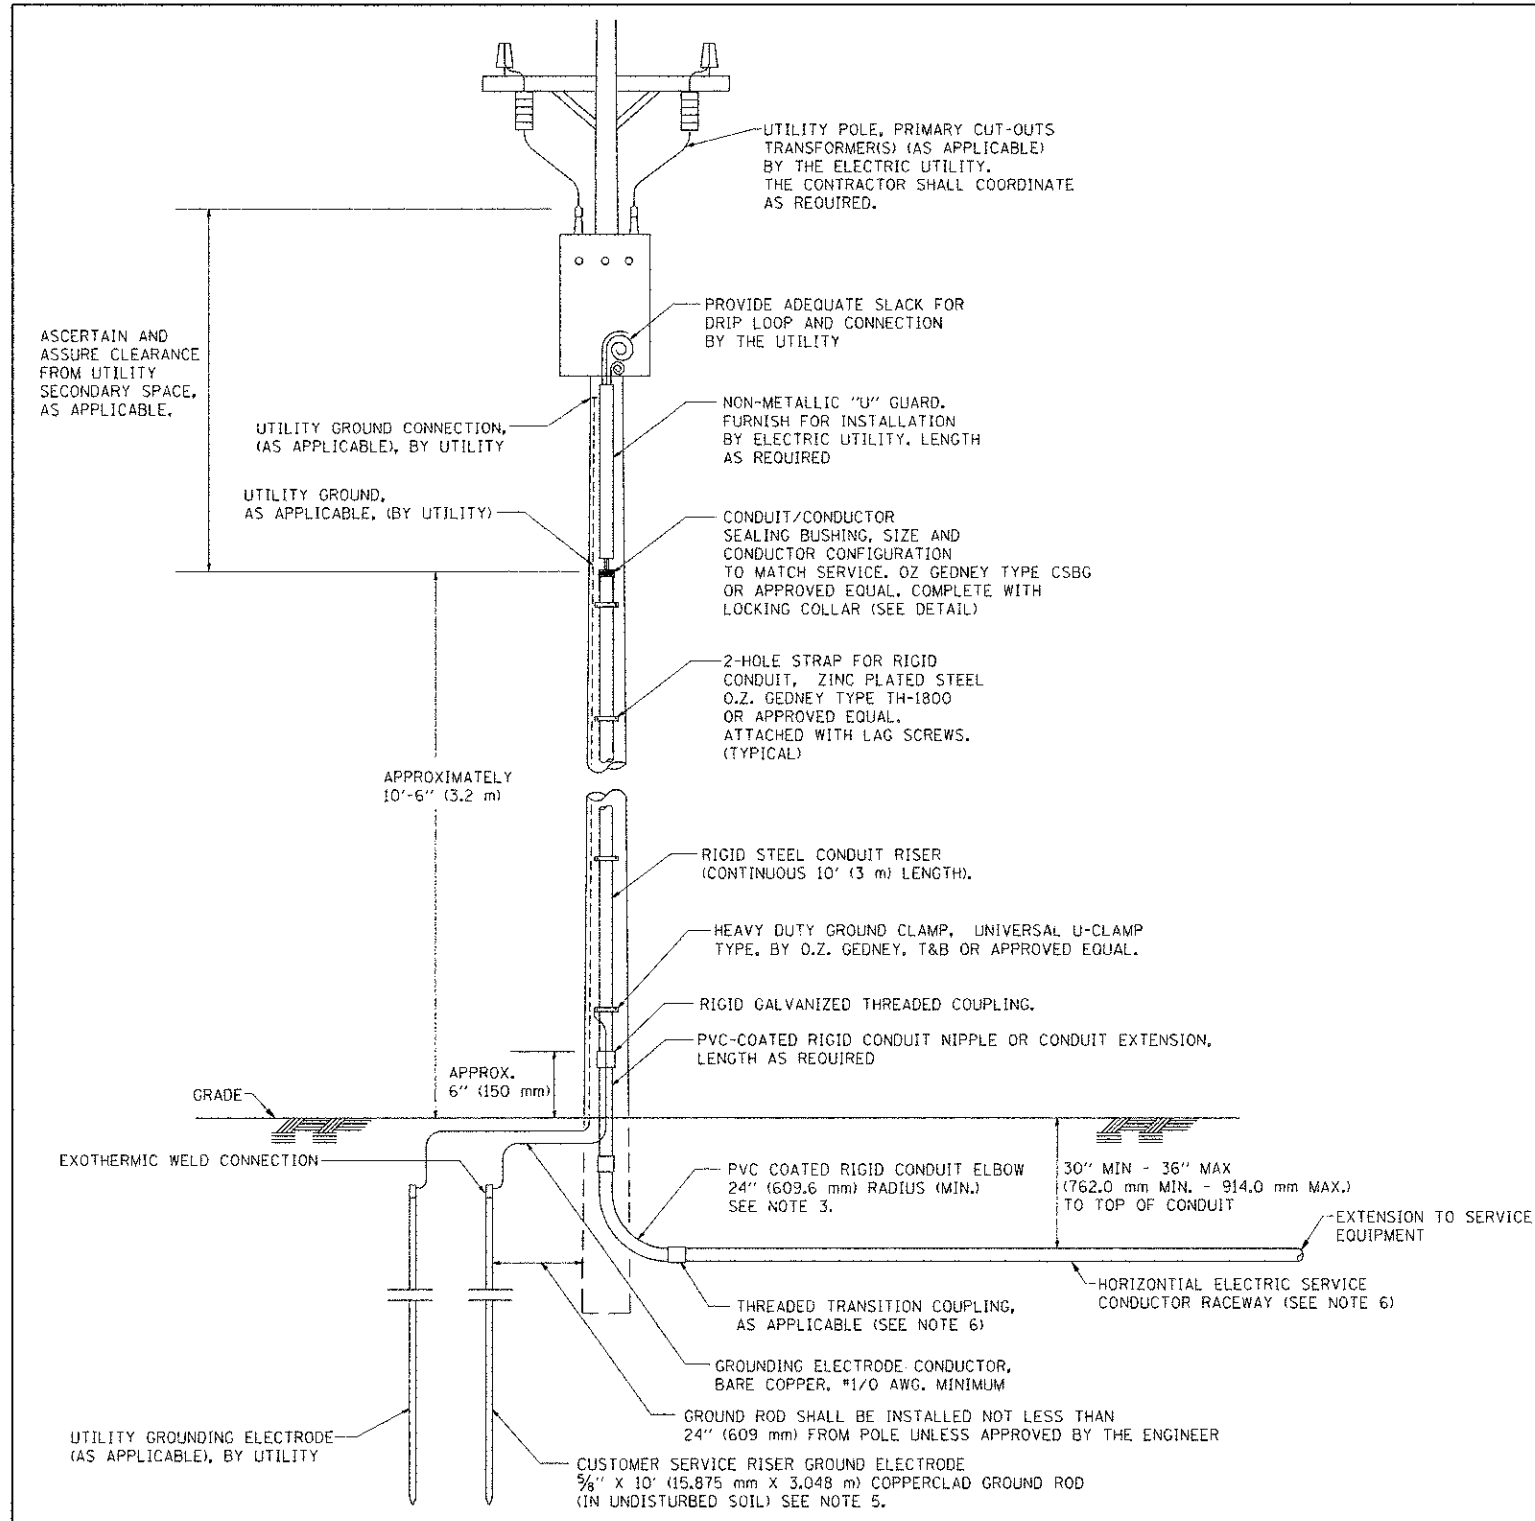 UTILITY POLE, PRIMARY CUT-OUTS
TRANSFORMER(S) (AS APPLICABLE)
BY THE ELECTRIC UTILITY.
THE CONTRACTOR SHALL COORDINATE
AS REQUIRED.
PROVIDE ADEQUATE SLACK FOR
DRIP LOOP AND CONNECTION
BY THE UTILITY
ASCERTAIN AND
ASSURE CLEARANCE
FROM UTILITY
SECONDARY SPACE,
AS APPLICABLE.
NON-METALLIC "U" GUARD.
FURNISH FOR INSTALLATION
BY ELECTRIC UTILITY. LENGTH
AS REQUIRED
UTILITY GROUND CONNECTION,
(AS APPLICABLE), BY UTILITY
UTILITY GROUND,
AS APPLICABLE, (BY UTILITY)
CONDUIT/CONDUCTOR
SEALING BUSHING, SIZE AND
CONDUCTOR CONFIGURATION
TO MATCH SERVICE. OZ GEDNEY TYPE CSBG
OR APPROVED EQUAL. COMPLETE WITH
LOCKING COLLAR (SEE DETAIL)
2-HOLE STRAP FOR RIGID
CONDUIT, ZINC PLATED STEEL
O.Z. GEDNEY TYPE TH-1800
OR APPROVED EQUAL.
ATTACHED WITH LAG SCREWS.
(TYPICAL)
APPROXIMATELY
10'-6" (3.2 m)
RIGID STEEL CONDUIT RISER
(CONTINUOUS 10' (3 m) LENGTH).
HEAVY DUTY GROUND CLAMP, UNIVERSAL U-CLAMP
TYPE, BY O.Z. GEDNEY, T&B OR APPROVED EQUAL.
RIGID GALVANIZED THREADED COUPLING.
PVC-COATED RIGID CONDUIT NIPPLE OR CONDUIT EXTENSION,
LENGTH AS REQUIRED
APPROX.
6" (150 mm)
GRADE
EXOTHERMIC WELD CONNECTION
PVC COATED RIGID CONDUIT ELBOW
24" (609.6 mm) RADIUS (MIN.)
SEE NOTE 3.
30" MIN - 36" MAX
(762.0 mm MIN. - 914.0 mm MAX.)
TO TOP OF CONDUIT
EXTENSION TO SERVICE
EQUIPMENT
HORIZONTIAL ELECTRIC SERVICE
CONDUCTOR RACEWAY (SEE NOTE 6)
THREADED TRANSITION COUPLING,
AS APPLICABLE (SEE NOTE 6)
GROUNDING ELECTRODE CONDUCTOR,
BARE COPPER, #1/0 AWG. MINIMUM
GROUND ROD SHALL BE INSTALLED NOT LESS THAN
24" (609 mm) FROM POLE UNLESS APPROVED BY THE ENGINEER
UTILITY GROUNDING ELECTRODE
(AS APPLICABLE), BY UTILITY
CUSTOMER SERVICE RISER GROUND ELECTRODE
5/8" X 10' (15.875 mm X 3.048 m) COPPERCLAD GROUND ROD
(IN UNDISTURBED SOIL) SEE NOTE 5.